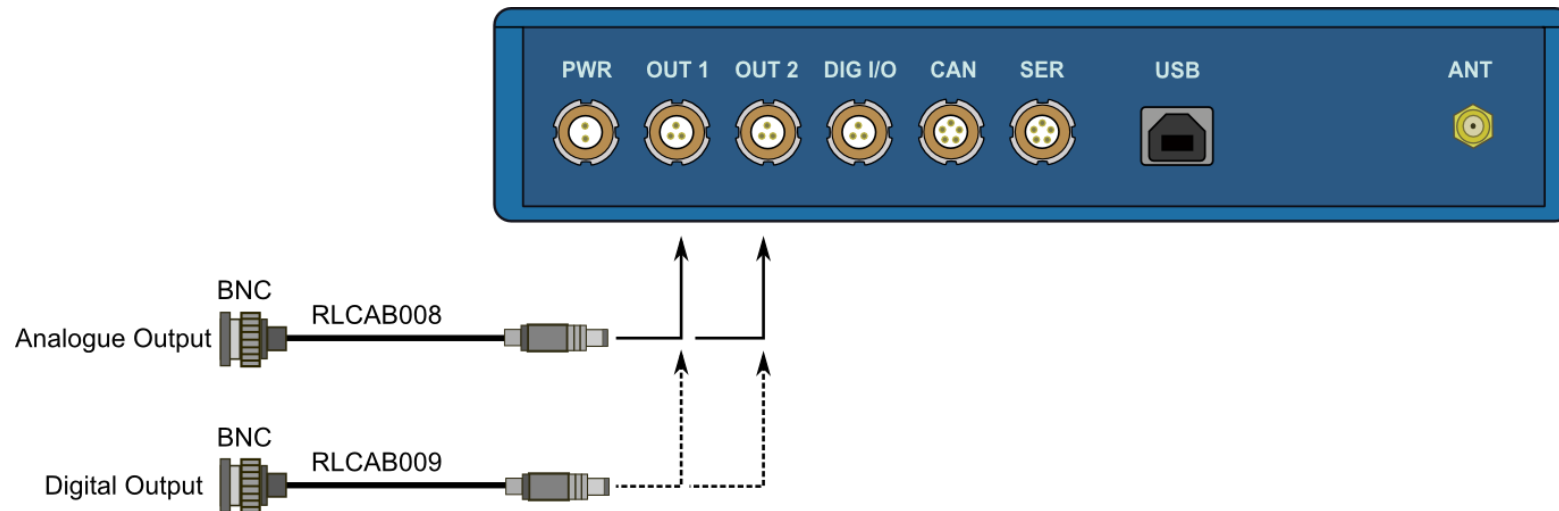 PWR OUT 1 OUT 2 DIG I/O CAN SER USB ANT
BNC
RLCAB008
Analogue Output
BNC
RLCAB009
Digital Output